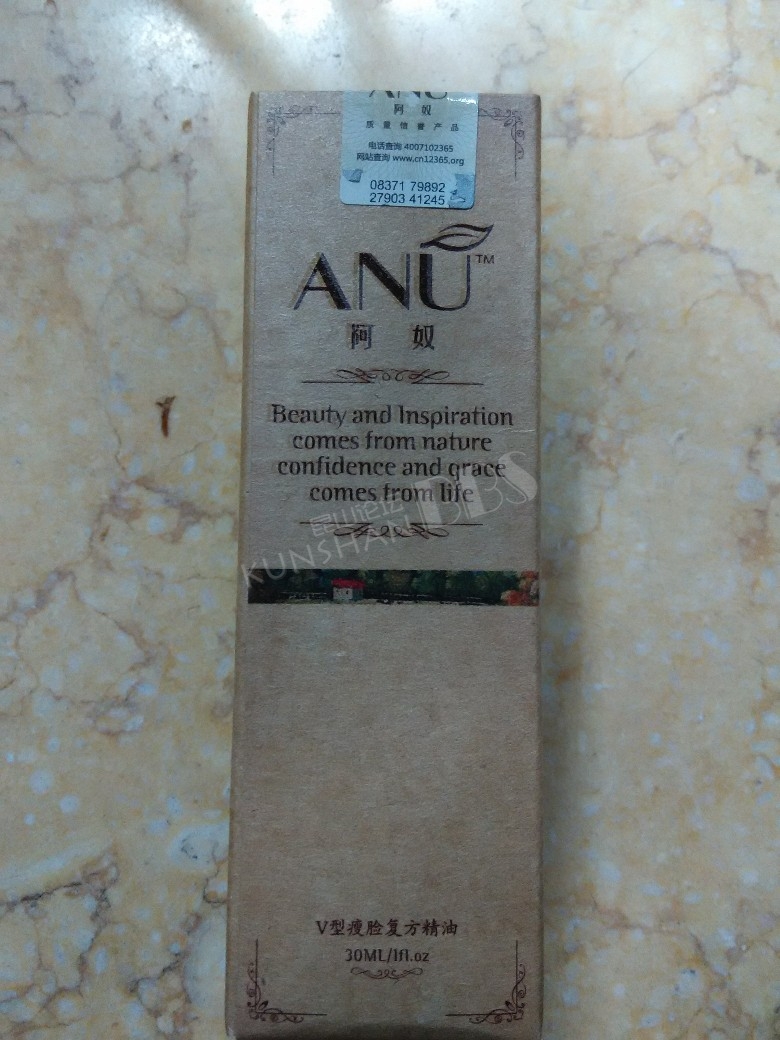 ANU
阿 奴
质量信誉产品
电话查询 4007102365
网站查询 www.cn12365.org
08371 79892
27903 41245
ANU™
阿 奴
Beauty and Inspiration
comes from nature
confidence and grace
comes from life
昆山论坛
KUNSHAN BBS
V型瘦脸复方精油
30ML/1fl.oz